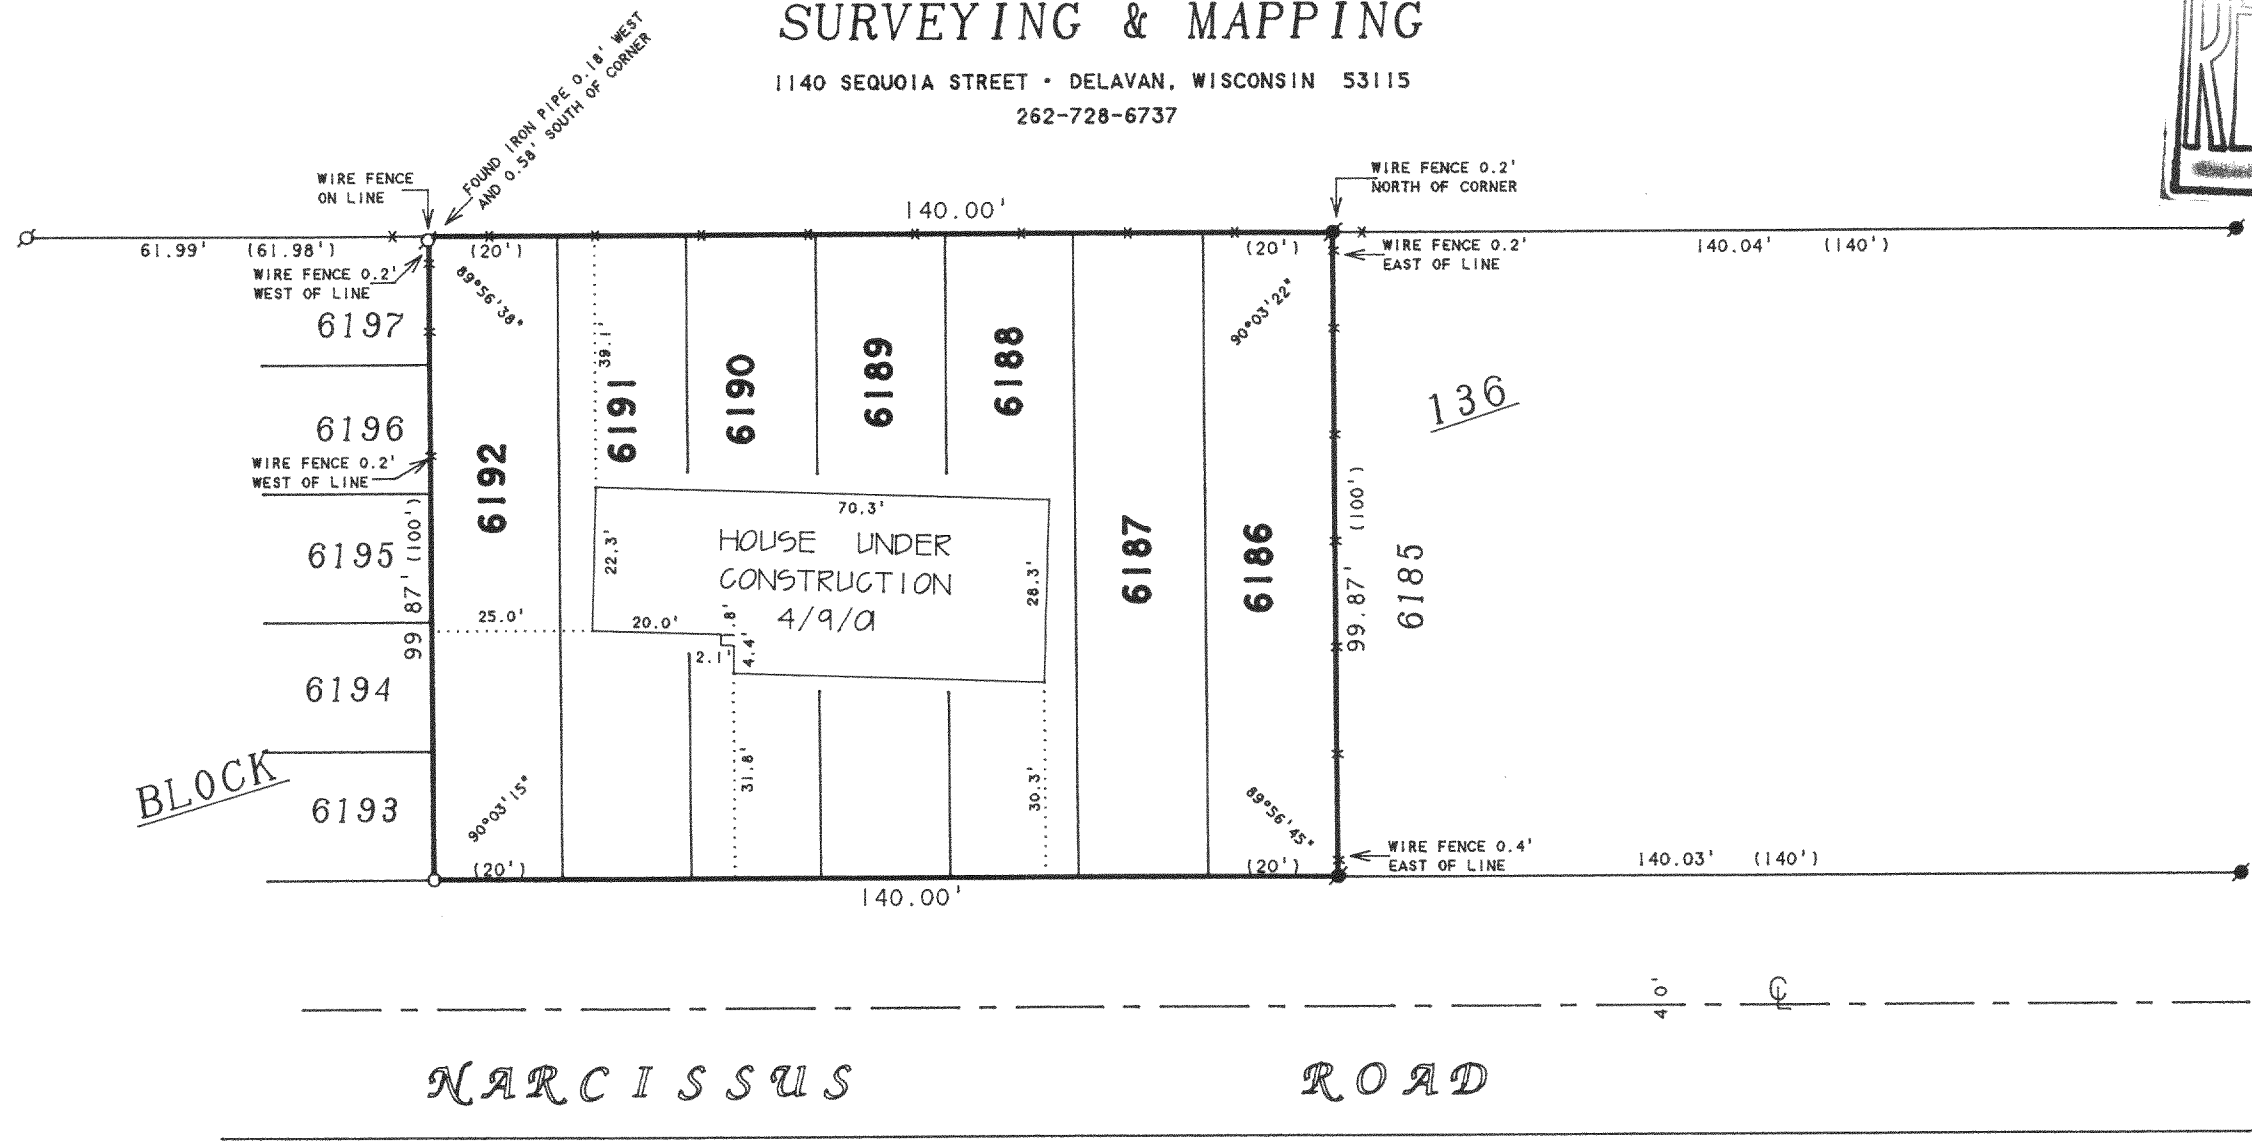 SURVEYING & MAPPING
1140 SEQUOIA STREET • DELAVAN, WISCONSIN 53115
262-728-6737
FOUND IRON PIPE 0.18' WEST
AND 0.58' SOUTH OF CORNER
WIRE FENCE
ON LINE
WIRE FENCE 0.2'
NORTH OF CORNER
140.00'
61.99' (61.98')
(20')
(20')
WIRE FENCE 0.2'
EAST OF LINE
140.04' (140')
WIRE FENCE 0.2'
WEST OF LINE
89°56'38"
90°03'22"
6197
39.1'
6196
WIRE FENCE 0.2'
WEST OF LINE
6192
6191
6190
6189
6188
6187
6186
136
6195
99 87' (100')
70.3'
22.3'
HOUSE UNDER
CONSTRUCTION
4/9/01
28.3'
99.87' (100')
6185
25.0'
20.0'
.8'
2.1'
4.4'
6194
31.8'
30.3'
BLOCK
6193
90°03'15"
89°56'45"
(20')
(20')
WIRE FENCE 0.4'
EAST OF LINE
140.03' (140')
140.00'
40'
℄
NARCISSUS ROAD